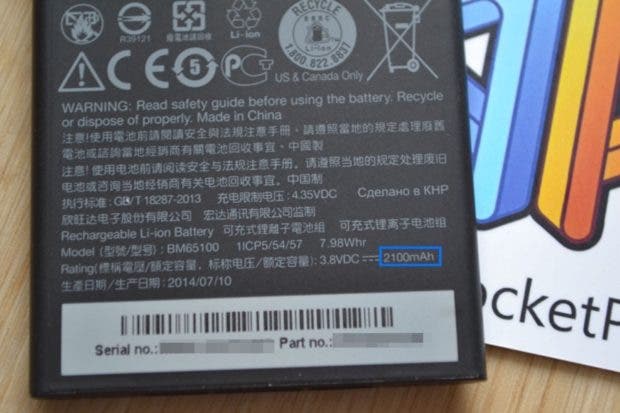 R39121
Li-ion
RECYCLE
Li-ion
1.800.822.8837
US & Canada Only
WARNING: Read safety guide before using the battery. Recycle
or dispose of properly. Made in China
注意!使用電池前請閱讀安全與法規注意手冊, 請遵照當地的規定處理廢舊
電池或諮詢當地經銷商有關電池回收事宜. 中國製
注意!使用电池前请阅读安全与法规注意手册. 请遵照当地的规定处理废旧
电池或咨询当地经销商有关电池回收事宜. 中国制
执行标准: GB/T 18287-2013 充电限制电压: 4.35VDC Сделано в КНР
欣旺达电子股份有限公司 宏达通讯有限公司监制
Rechargeable Li-ion Battery 可充式鋰離子電池組 可充式锂离子电池组
Model (型號/型号) : BM65100 1ICP5/54/57 7.98Whr
Rating(標稱電壓/額定容量, 标称电压/额定容量): 3.8VDC 2100mAh
生產日期/生产日期 : 2014/07/10
Serial no.: Part no.:
ocketP